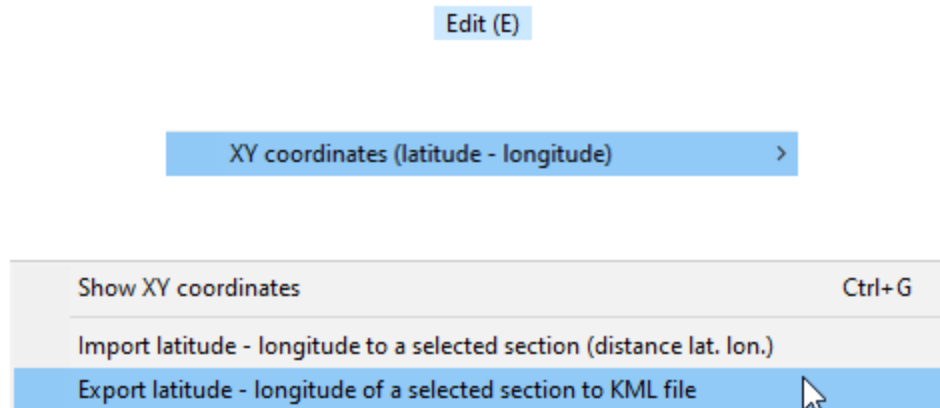 Edit (E)
XY coordinates (latitude - longitude) >
Show XY coordinates Ctrl+G
Import latitude - longitude to a selected section (distance lat. lon.)
Export latitude - longitude of a selected section to KML file